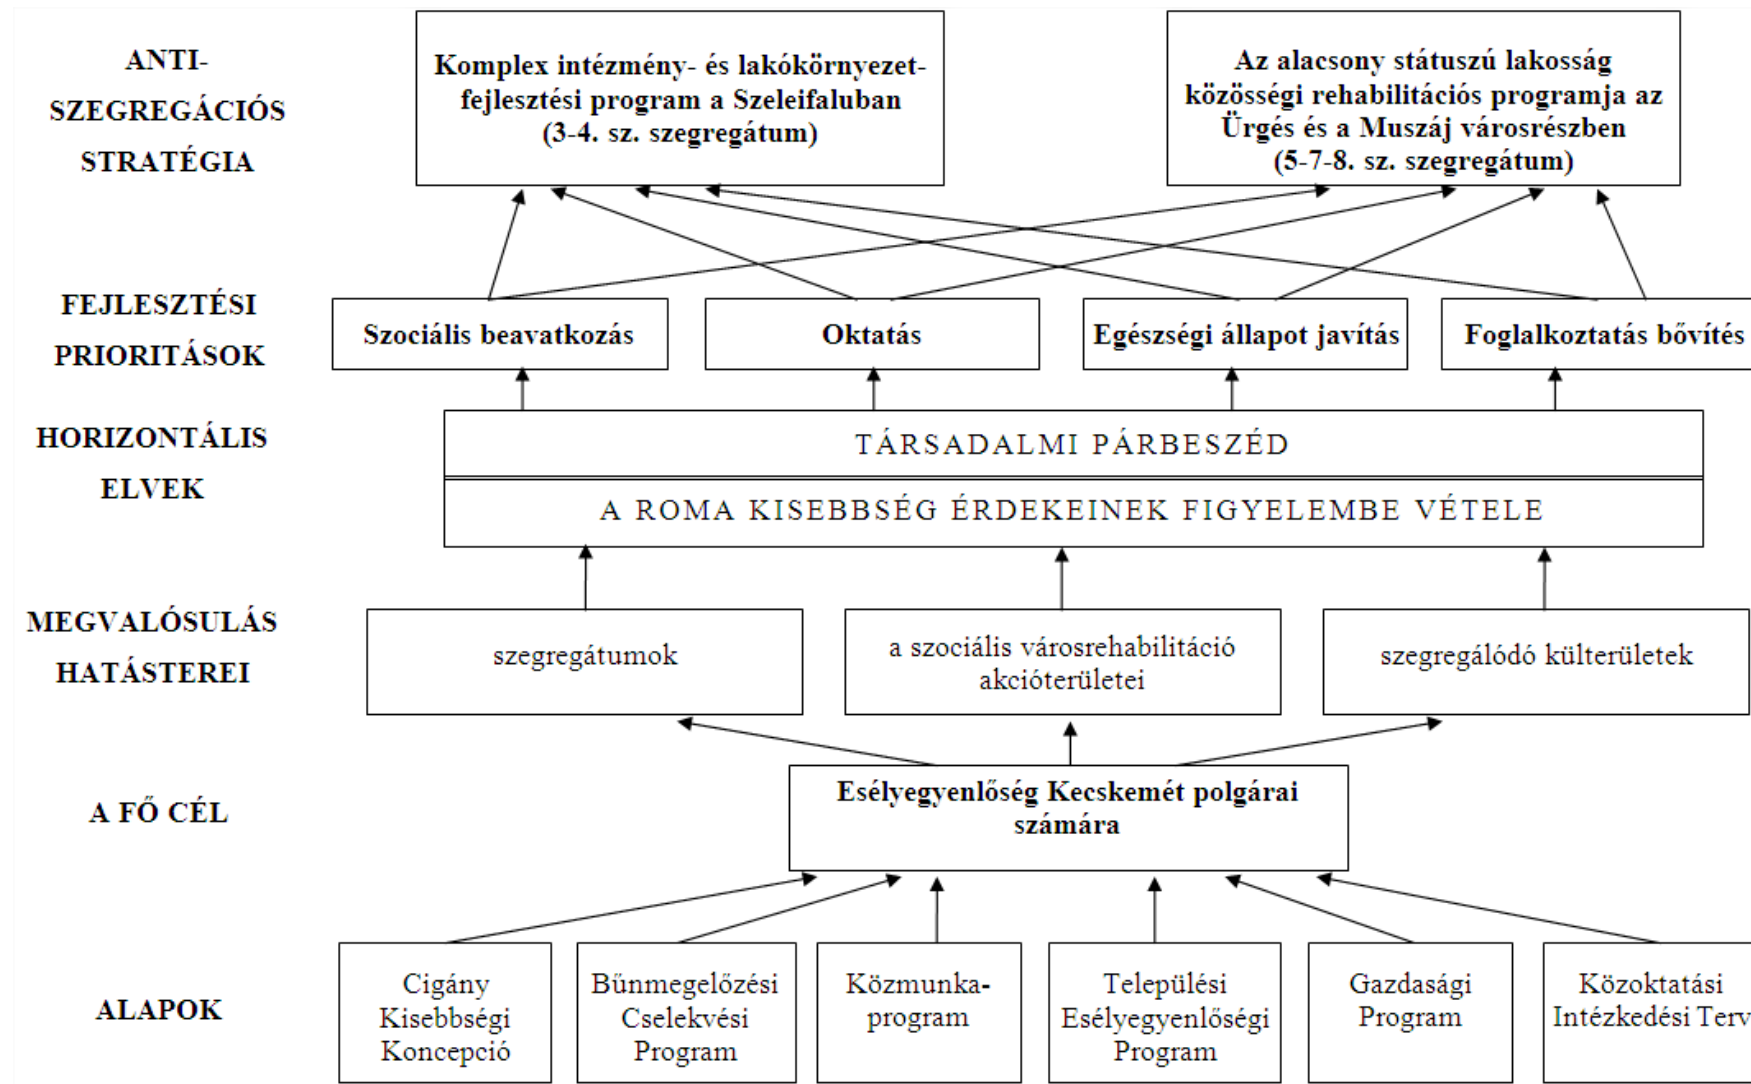 ANTI-
SZEGREGÁCIÓS
STRATÉGIA
Komplex intézmény- és lakókörnyezet-
fejlesztési program a Szeleifaluban
(3-4. sz. szegregátum)
Az alacsony státuszú lakosság
közösségi rehabilitációs programja az
Ürgés és a Muszáj városrészben
(5-7-8. sz. szegregátum)
FEJLESZTÉSI
PRIORITÁSOK
Szociális beavatkozás
Oktatás
Egészségi állapot javítás
Foglalkoztatás bővítés
HORIZONTÁLIS
ELVEK
TÁRSADALMI PÁRBESZÉD
A ROMA KISEBBSÉG ÉRDEKEINEK FIGYELEMBE VÉTELE
MEGVALÓSULÁS
HATÁSTEREI
szegregátumok
a szociális városrehabilitáció
akcióterületei
szegregálódó külterületek
A FŐ CÉL
Esélyegyenlőség Kecskemét polgárai
számára
ALAPOK
Cigány
Kisebbségi
Koncepció
Bűnmegelőzési
Cselekvési
Program
Közmunka-
program
Települési
Esélyegyenlőségi
Program
Gazdasági
Program
Közoktatási
Intézkedési Terv